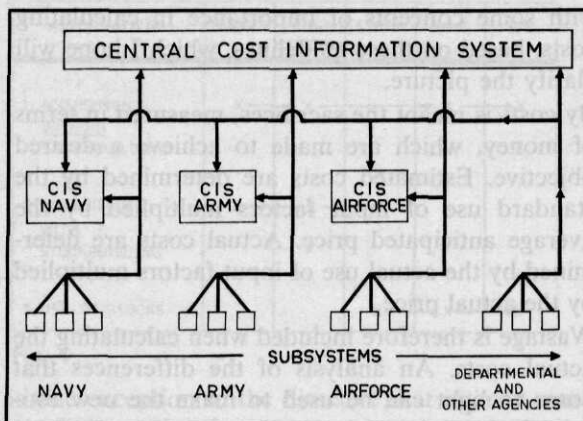 CENTRAL COST INFORMATION SYSTEM
CIS NAVY
CIS ARMY
CIS AIRFORCE
SUBSYSTEMS
NAVY
ARMY
AIRFORCE
DEPARTMENTAL
AND
OTHER AGENCIES